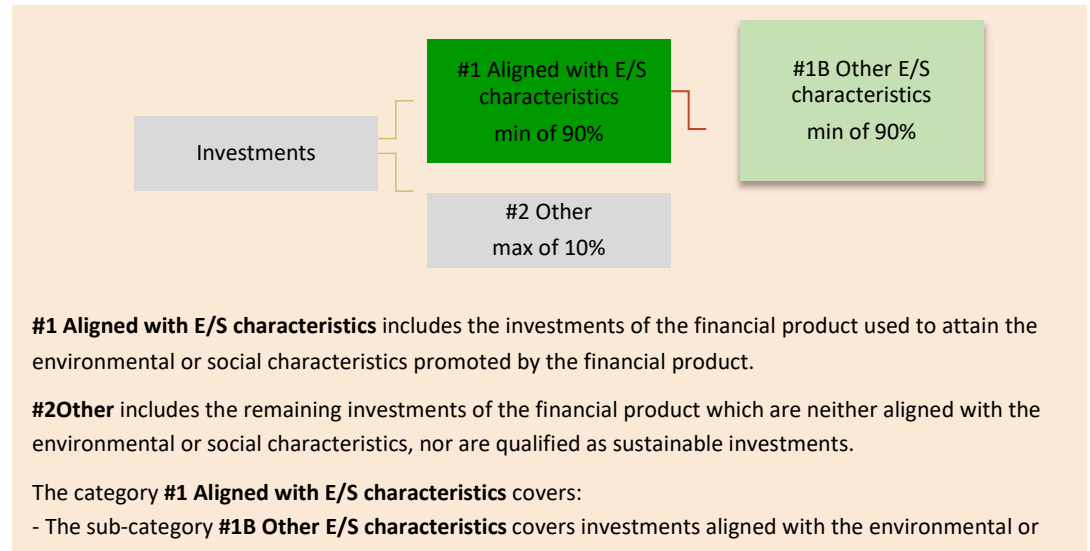 #1 Aligned with E/S
characteristics
min of 90%
#1B Other E/S
characteristics
min of 90%
Investments
#2 Other
max of 10%
#1 Aligned with E/S characteristics includes the investments of the financial product used to attain the
environmental or social characteristics promoted by the financial product.
#2Other includes the remaining investments of the financial product which are neither aligned with the
environmental or social characteristics, nor are qualified as sustainable investments.
The category #1 Aligned with E/S characteristics covers:
- The sub-category #1B Other E/S characteristics covers investments aligned with the environmental or